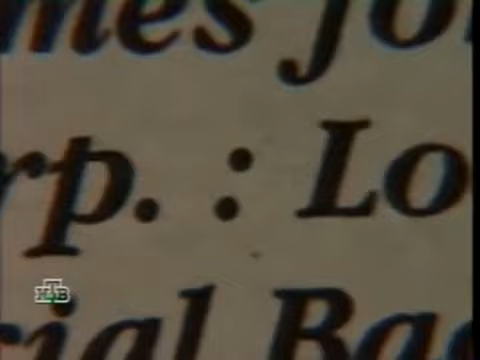 mes Jo
rp. : Lo
НТВ
rial Ba